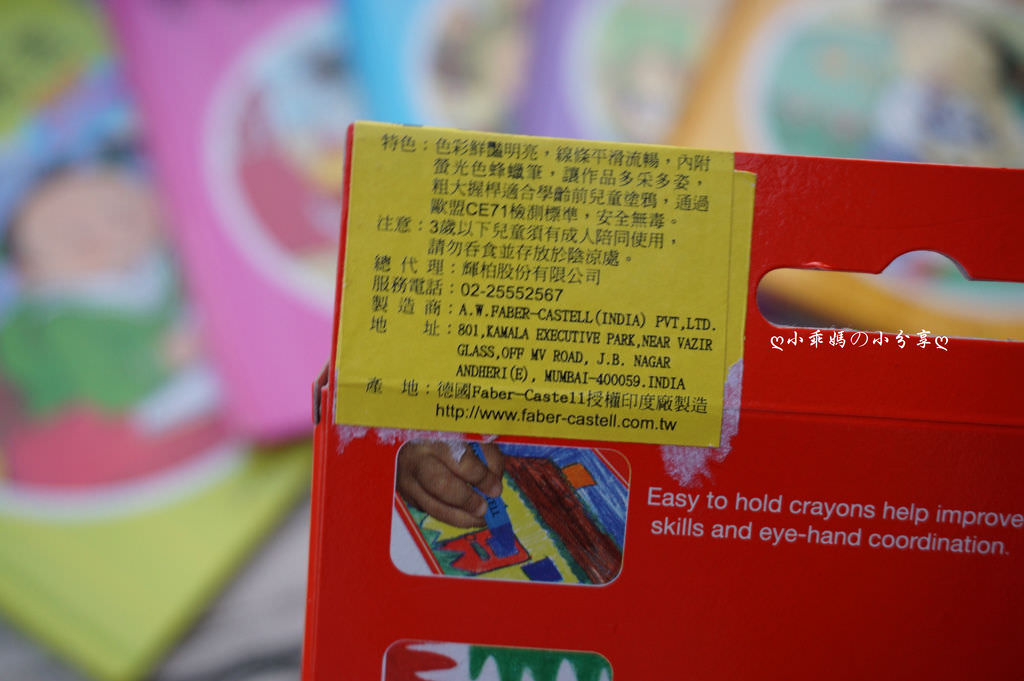 特色：色彩鮮豔明亮，線條平滑流暢，內附
螢光色蜂蠟筆，讓作品多采多姿，
粗大握桿適合學齡前兒童塗鴉，通過
歐盟CE71檢測標準，安全無毒。
注意：3歲以下兒童須有成人陪同使用，
請勿吞食並存放於陰涼處。
總代理：輝柏股份有限公司
服務電話：02-25552567
製造商：A.W.FABER-CASTELL(INDIA) PVT,LTD.
地址：801,KAMALA EXECUTIVE PARK,NEAR VAZIR
GLASS,OFF MV ROAD, J.B. NAGAR
ANDHERI(E), MUMBAI-400059.INDIA
產地：德國Faber-Castell授權印度廠製造
http://www.faber-castell.com.tw
ღ小乖媽の小分享ღ
Easy to hold crayons help improve
skills and eye-hand coordination.